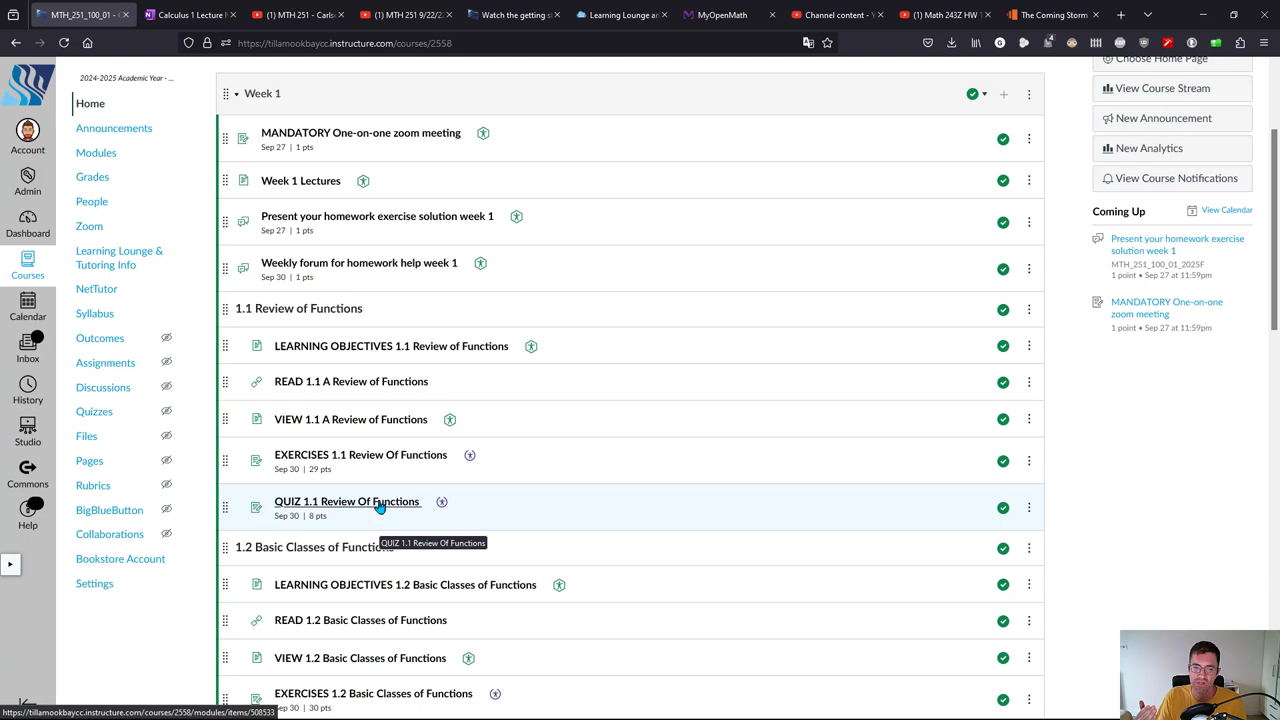 MTH_251_100_01 - 
Calculus 1 Lecture 
MTH 251 - Carls
MTH 251 9/22/2
Watch the getting s
Learning Lounge an
MyOpenMath
Channel content -
(1) Math 243Z HW
The Coming Storm
https://tillamookbaycc.instructure.com/courses/2558
2024-2025 Academic Year - ...
Account
Admin
Dashboard
Courses
Calendar
Inbox
History
Studio
Commons
Help
Home
Announcements
Modules
Grades
People
Zoom
Learning Lounge &
Tutoring Info
NetTutor
Syllabus
Outcomes
Assignments
Discussions
Quizzes
Files
Pages
Rubrics
BigBlueButton
Collaborations
Bookstore Account
Settings
Week 1
MANDATORY One-on-one zoom meeting
Sep 27 | 1 pts
Week 1 Lectures
Present your homework exercise solution week 1
Sep 27 | 1 pts
Weekly forum for homework help week 1
Sep 30 | 1 pts
1.1 Review of Functions
LEARNING OBJECTIVES 1.1 Review of Functions
READ 1.1 A Review of Functions
VIEW 1.1 A Review of Functions
EXERCISES 1.1 Review Of Functions
Sep 30 | 29 pts
QUIZ 1.1 Review Of Functions
Sep 30 | 8 pts
QUIZ 1.1 Review Of Functions
1.2 Basic Classes of Functions
LEARNING OBJECTIVES 1.2 Basic Classes of Functions
READ 1.2 Basic Classes of Functions
VIEW 1.2 Basic Classes of Functions
EXERCISES 1.2 Basic Classes of Functions
Sep 30 | 30 pts
Choose Home Page
View Course Stream
New Announcement
New Analytics
View Course Notifications
Coming Up
View Calendar
Present your homework exercise
solution week 1
MTH_251_100_01_2025F
1 point • Sep 27 at 11:59pm
MANDATORY One-on-one
zoom meeting
1 point • Sep 27 at 11:59pm
https://tillamookbaycc.instructure.com/courses/2558/modules/items/508533